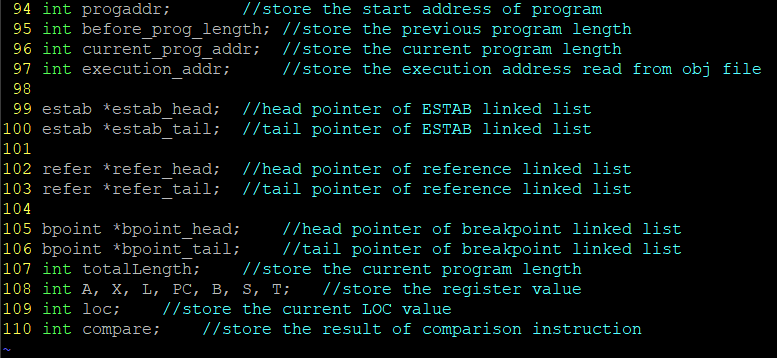 94 int progaddr; //store the start address of program
95 int before_prog_length; //store the previous program length
96 int current_prog_addr; //store the current program length
97 int execution_addr; //store the execution address read from obj file
98
99 estab *estab_head; //head pointer of ESTAB linked list
100 estab *estab_tail; //tail pointer of ESTAB linked list
101
102 refer *refer_head; //head pointer of reference linked list
103 refer *refer_tail; //tail pointer of reference linked list
104
105 bpoint *bpoint_head; //head pointer of breakpoint linked list
106 bpoint *bpoint_tail; //tail pointer of breakpoint linked list
107 int totalLength; //store the current program length
108 int A, X, L, PC, B, S, T; //store the register value
109 int loc; //store the current LOC value
110 int compare; //store the result of comparison instruction
~